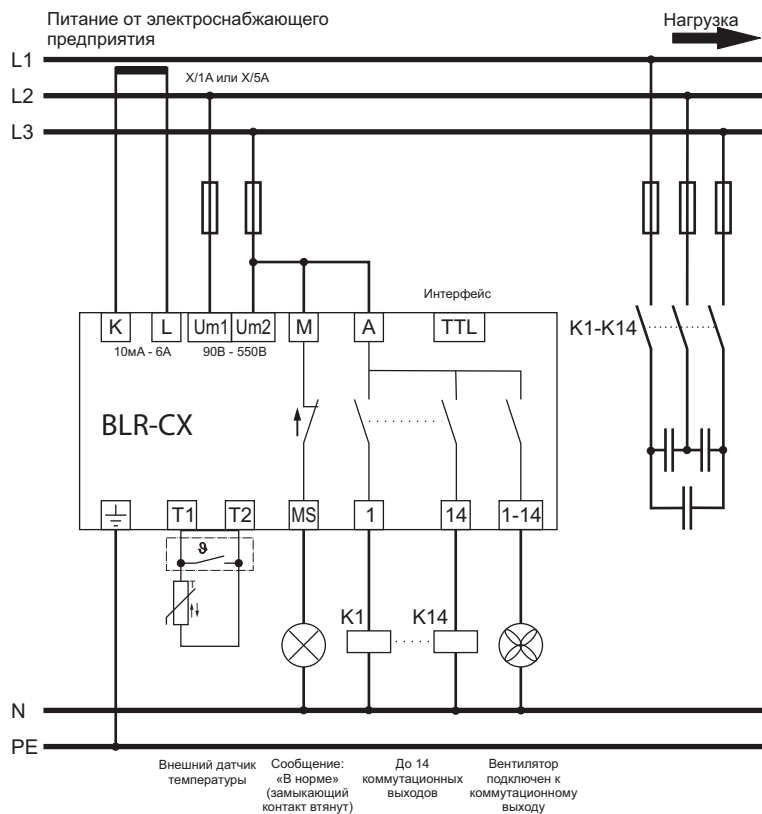 Питание от электроснабжающего
предприятия
Нагрузка
L1
X/1А или X/5А
L2
L3
Интерфейс
K
L
Um1
Um2
M
A
TTL
K1-K14
10мА - 6А
90В - 550В
BLR-CX
T1
T2
MS
1
14
1-14
ϑ
T
K1
K14
N
PE
Внешний датчик
температуры
Сообщение:
«В норме»
(замыкающий
контакт втянут)
До 14
коммутационных
выходов
Вентилятор
подключен к
коммутационному
выходу